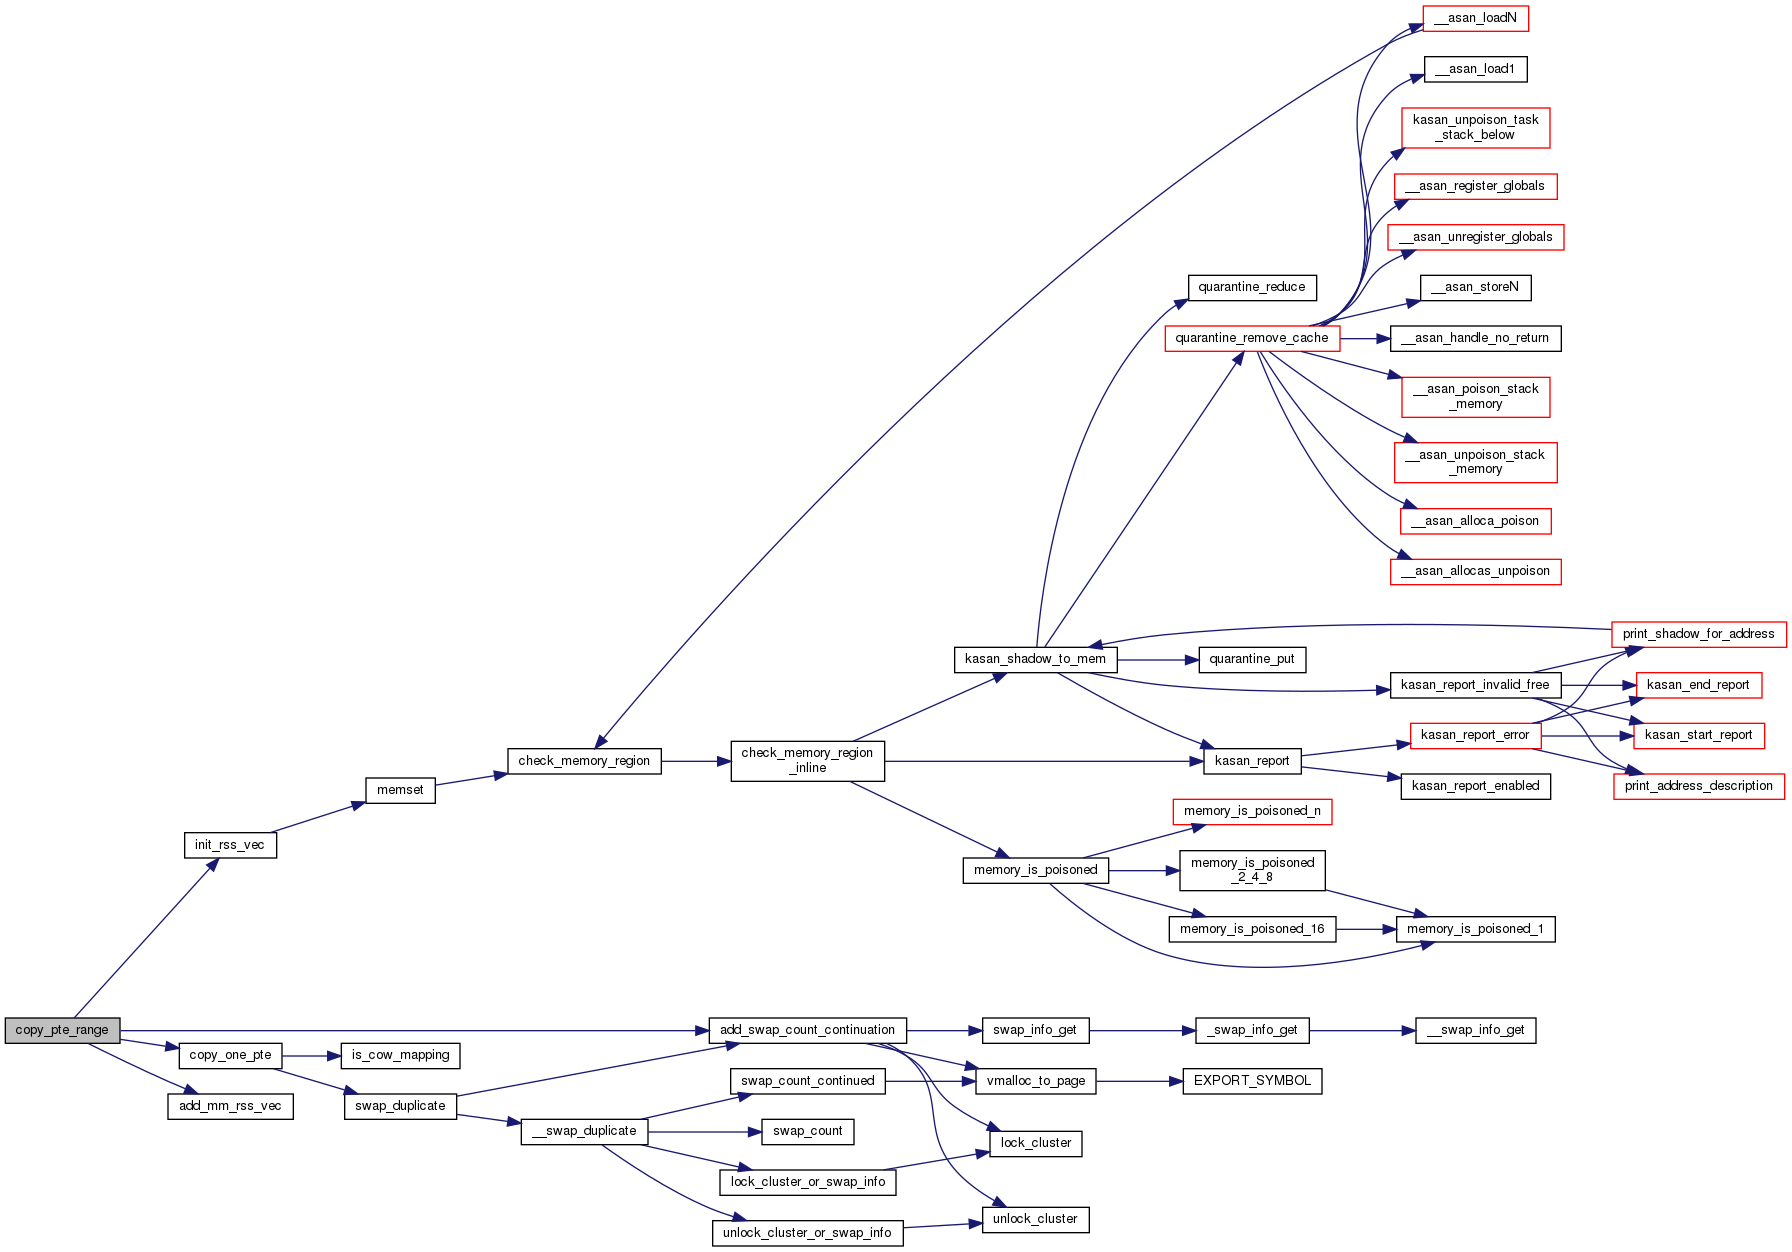 __asan_loadN
__asan_load1
kasan_unpoison_task
_stack_below
__asan_register_globals
__asan_unregister_globals
quarantine_reduce
__asan_storeN
quarantine_remove_cache
__asan_handle_no_return
__asan_poison_stack
_memory
__asan_unpoison_stack
_memory
__asan_alloca_poison
__asan_allocas_unpoison
print_shadow_for_address
kasan_shadow_to_mem
quarantine_put
kasan_report_invalid_free
kasan_end_report
kasan_report_error
kasan_start_report
check_memory_region
check_memory_region
_inline
kasan_report
kasan_report_enabled
print_address_description
memset
memory_is_poisoned_n
init_rss_vec
memory_is_poisoned
memory_is_poisoned
_2_4_8
memory_is_poisoned_16
memory_is_poisoned_1
copy_pte_range
add_swap_count_continuation
swap_info_get
_swap_info_get
__swap_info_get
copy_one_pte
is_cow_mapping
swap_count_continued
vmalloc_to_page
EXPORT_SYMBOL
add_mm_rss_vec
swap_duplicate
__swap_duplicate
swap_count
lock_cluster
lock_cluster_or_swap_info
unlock_cluster
unlock_cluster_or_swap_info